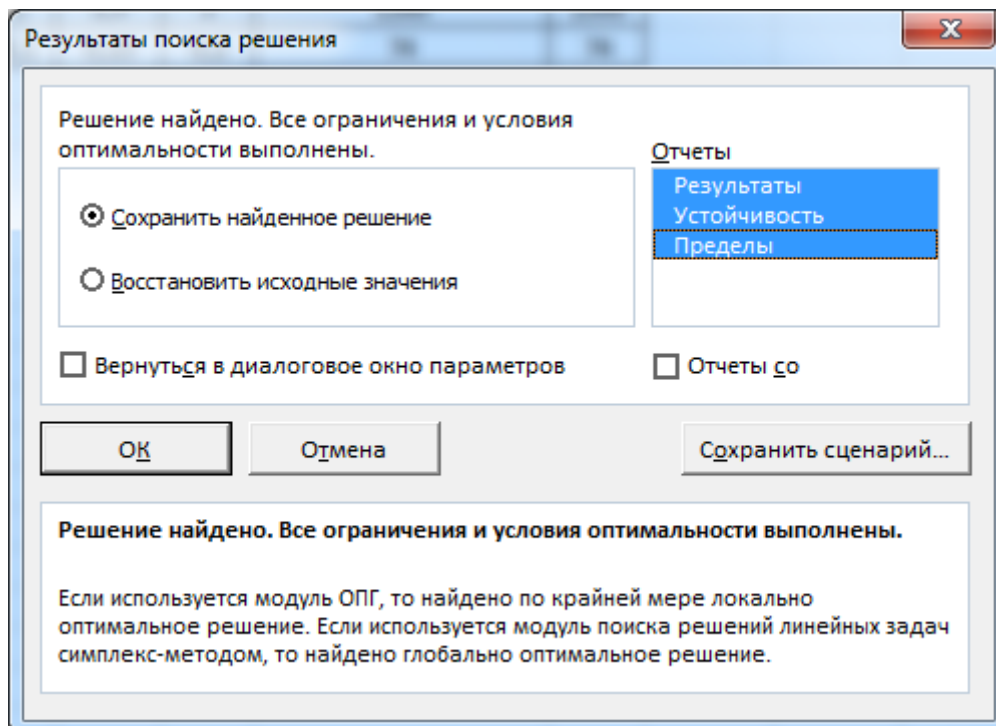 Результаты поиска решения
Решение найдено. Все ограничения и условия
оптимальности выполнены.
Отчеты
Сохранить найденное решение
Восстановить исходные значения
Результаты
Устойчивость
Пределы
Вернуться в диалоговое окно параметров
Отчеты со
ОК
Отмена
Сохранить сценарий...
Решение найдено. Все ограничения и условия оптимальности выполнены.
Если используется модуль ОПГ, то найдено по крайней мере локально
оптимальное решение. Если используется модуль поиска решений линейных задач
симплекс-методом, то найдено глобально оптимальное решение.